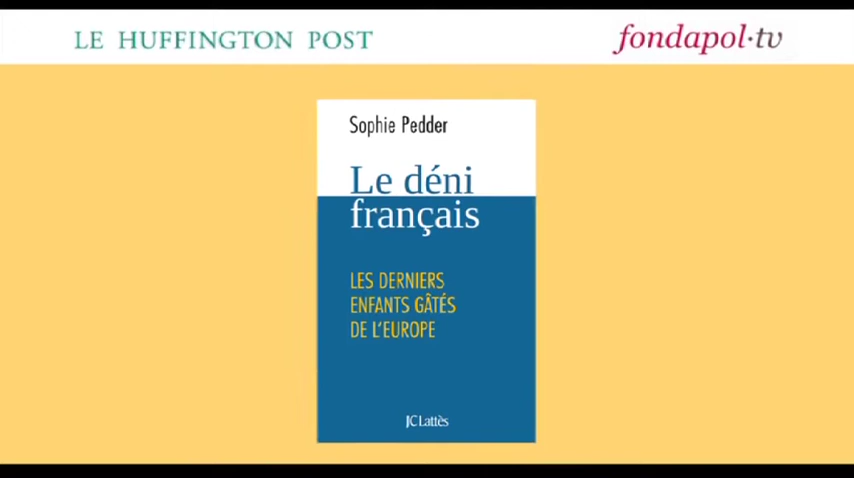 LE HUFFINGTON POST
fondapol·tv
Sophie Pedder
Le déni
français
LES DERNIERS
ENFANTS GÂTÉS
DE L'EUROPE
JC Lattès